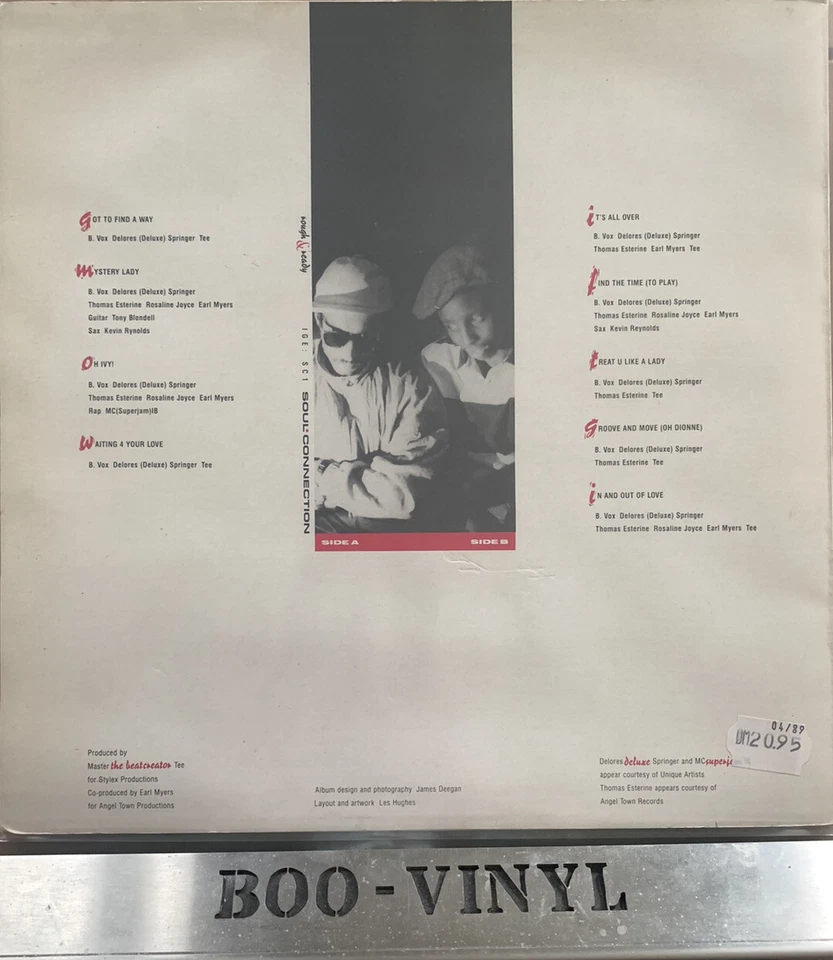 GOT TO FIND A WAY
B. Vox Delores (Deluxe) Springer Tee
MYSTERY LADY
B. Vox Delores (Deluxe) Springer
Thomas Esterine Rosaline Joyce Earl Myers
Guitar Tony Blondell
Sax Kevin Rynolds
OH IVY!
B. Vox Delores (Deluxe) Springer
Thomas Esterine Rosaline Joyce Earl Myers
Rap MC(Superjam)IB
WAITING 4 YOUR LOVE
B. Vox Delores (Deluxe) Springer Tee
rough & ready
IGE: SC1
SOUL CONNECTION
SIDE A
SIDE B
iT'S ALL OVER
B. Vox Delores (Deluxe) Springer
Thomas Esterine Earl Myers Tee
fIND THE TIME (TO PLAY)
B. Vox Delores (Deluxe) Springer
Thomas Esterine Rosaline Joyce Earl Myers
Sax Kevin Reynolds
tREAT U LIKE A LADY
B. Vox Delores (Deluxe) Springer
Thomas Esterine Tee
GROOVE AND MOVE (OH DIONNE)
B. Vox Delores (Deluxe) Springer
Thomas Esterine Tee
iN AND OUT OF LOVE
B. Vox Delores (Deluxe) Springer
Thomas Esterine Rosaline Joyce Earl Myers Tee
Produced by
Master the beatcreator Tee
for Stylex Productions
Co-produced by Earl Myers
for Angel Town Productions
Album design and photography James Deegan
Layout and artwork Les Hughes
04/89
DM20.95
Delores deluxe Springer and MC
appear courtesy of Unique Artists
Thomas Esterine appears courtesy of
Angel Town Records
BOO-VINYL